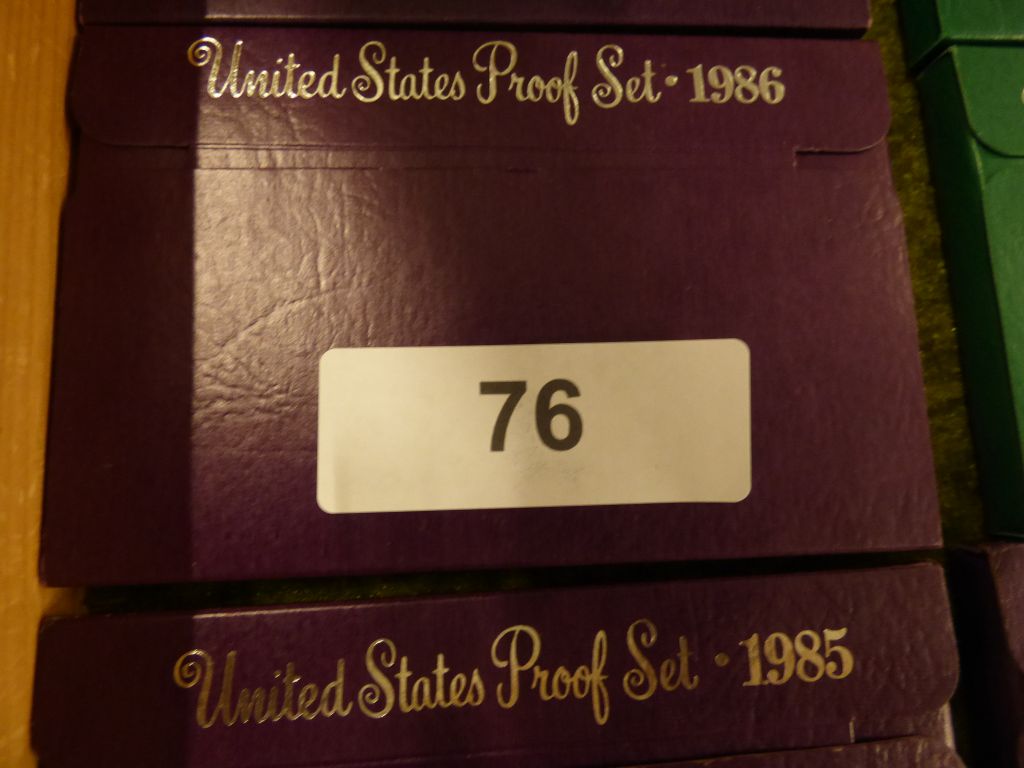 United States Proof Set · 1986
76
United States Proof Set · 1985